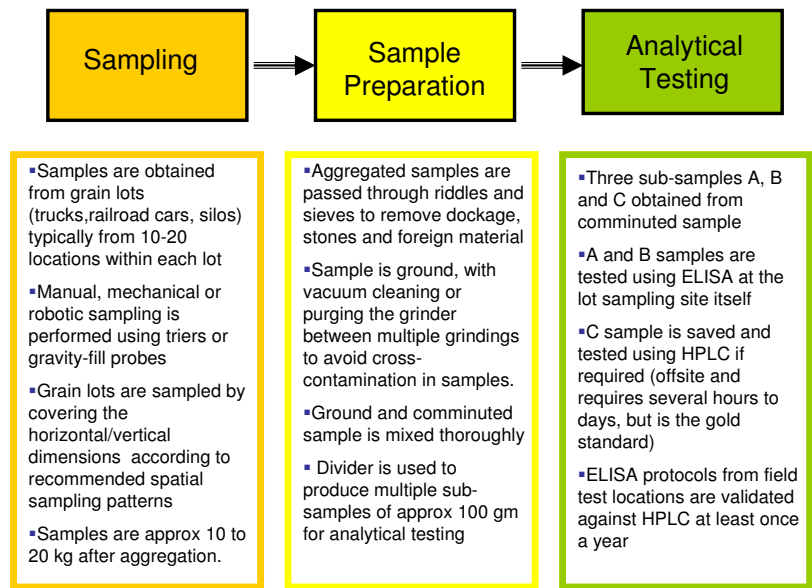 Sampling
Sample
Preparation
Analytical
Testing
▪Samples are obtained
from grain lots
(trucks,railroad cars, silos)
typically from 10-20
locations within each lot
▪Manual, mechanical or
robotic sampling is
performed using triers or
gravity-fill probes
▪Grain lots are sampled by
covering the
horizontal/vertical
dimensions according to
recommended spatial
sampling patterns
▪Samples are approx 10 to
20 kg after aggregation.
▪Aggregated samples are
passed through riddles and
sieves to remove dockage,
stones and foreign material
▪Sample is ground, with
vacuum cleaning or
purging the grinder
between multiple grindings
to avoid cross-
contamination in samples.
▪Ground and comminuted
sample is mixed thoroughly
▪ Divider is used to
produce multiple sub-
samples of approx 100 gm
for analytical testing
▪Three sub-samples A, B
and C obtained from
comminuted sample
▪A and B samples are
tested using ELISA at the
lot sampling site itself
▪C sample is saved and
tested using HPLC if
required (offsite and
requires several hours to
days, but is the gold
standard)
▪ELISA protocols from field
test locations are validated
against HPLC at least once
a year